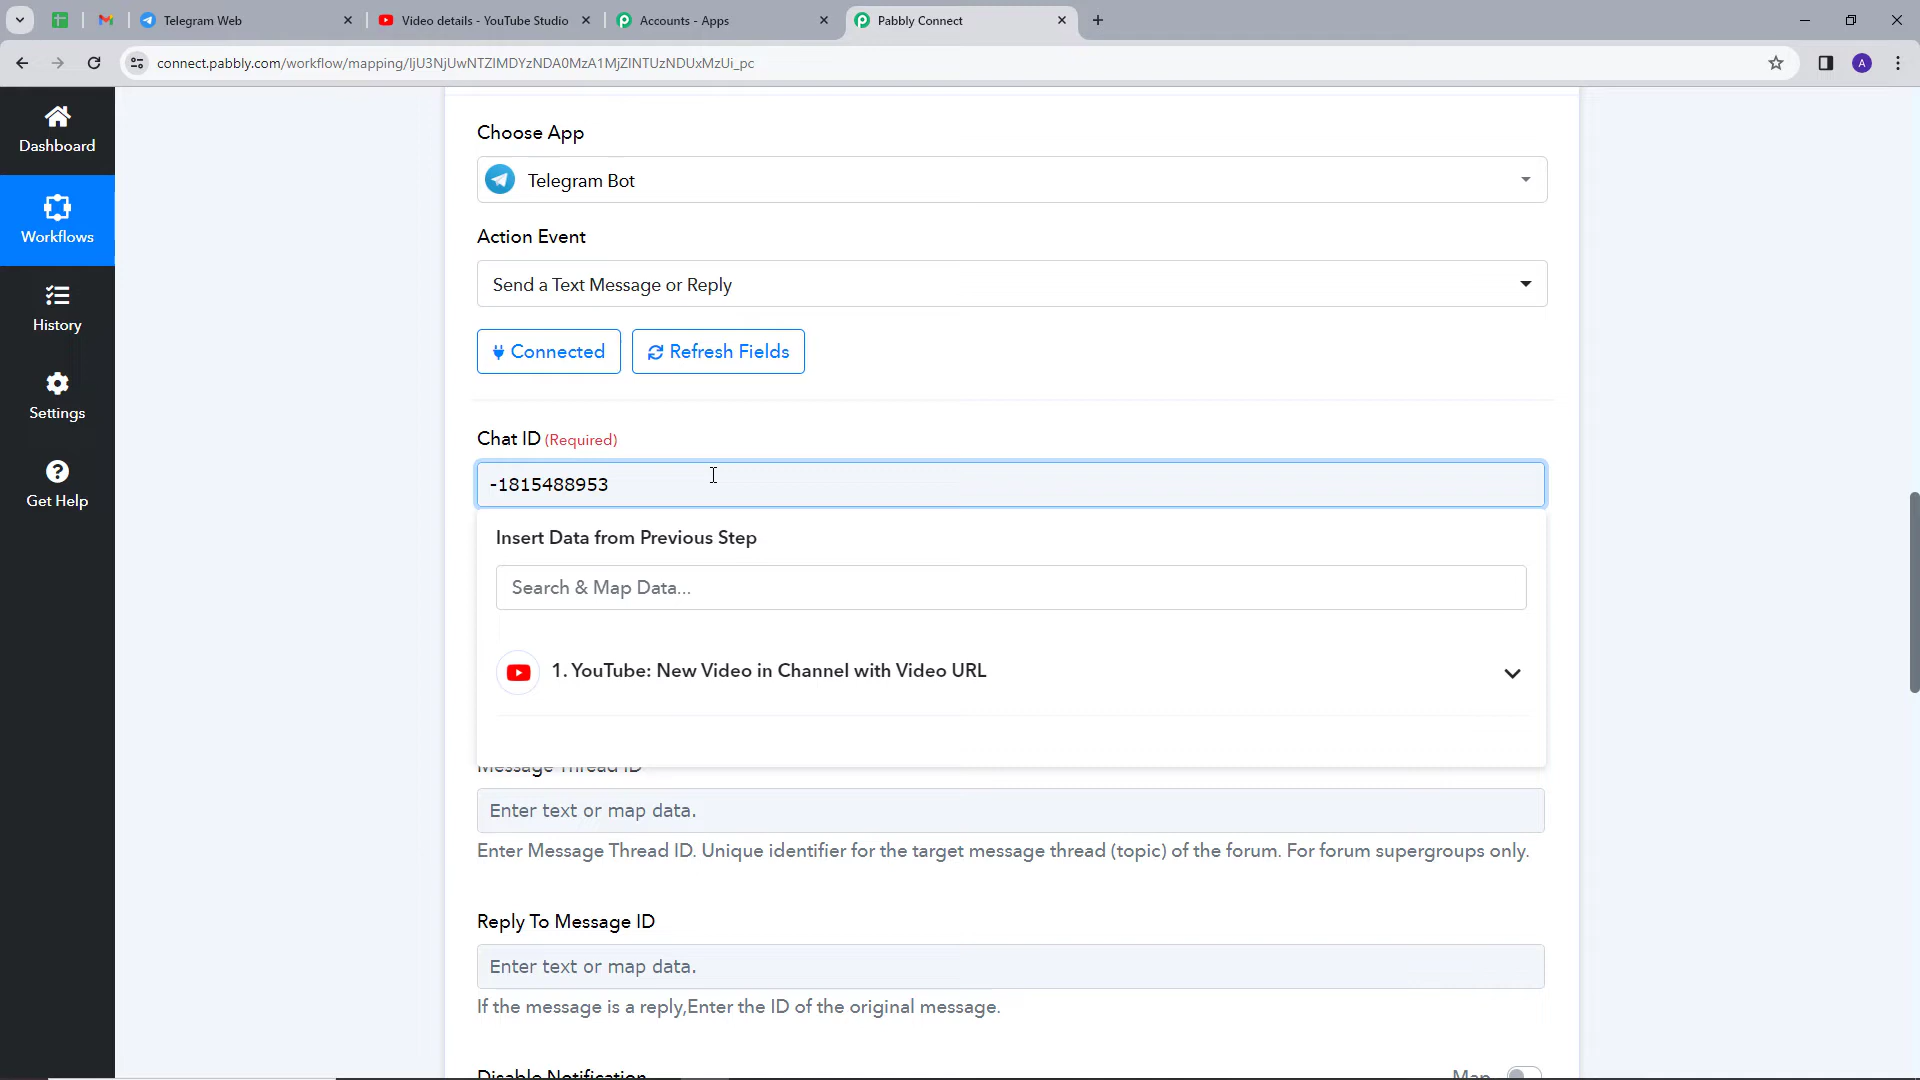 Telegram Web
Video details - YouTube Studio
Accounts - Apps
Pabbly Connect
connect.pabbly.com/workflow/mapping/IjU3NjUwNTZlMDYzNDA0MzA1MjZlNTUzNDUxMzUi_pc
A
Dashboard
Workflows
History
Settings
Get Help
Choose App
Telegram Bot
Action Event
Send a Text Message or Reply
Connected
Refresh Fields
Chat ID (Required)
-1815488953
Insert Data from Previous Step
Search & Map Data...
1. YouTube: New Video in Channel with Video URL
Message Thread ID
Enter text or map data.
Enter Message Thread ID. Unique identifier for the target message thread (topic) of the forum. For forum supergroups only.
Reply To Message ID
Enter text or map data.
If the message is a reply,Enter the ID of the original message.
Disable Notification
Map